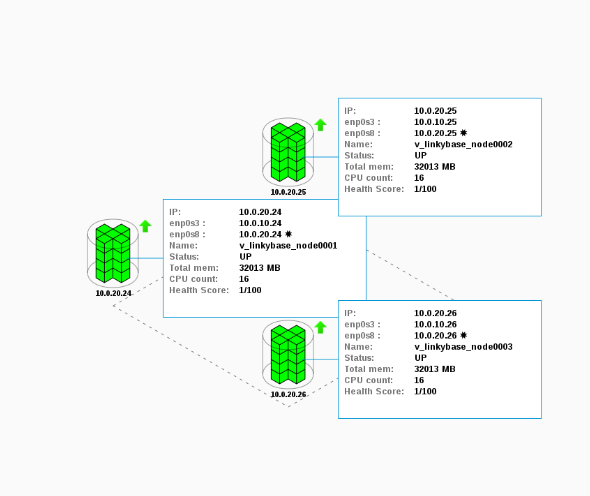 IP: 10.0.20.25
enp0s3 : 10.0.10.25
enp0s8 : 10.0.20.25 ✷
Name: v_linkybase_node0002
Status: UP
Total mem: 32013 MB
CPU count: 16
Health Score: 1/100
10.0.20.25
IP: 10.0.20.24
enp0s3 : 10.0.10.24
enp0s8 : 10.0.20.24 ✷
Name: v_linkybase_node0001
Status: UP
Total mem: 32013 MB
CPU count: 16
Health Score: 1/100
10.0.20.24
IP: 10.0.20.26
enp0s3 : 10.0.10.26
enp0s8 : 10.0.20.26 ✷
Name: v_linkybase_node0003
Status: UP
Total mem: 32013 MB
CPU count: 16
Health Score: 1/100
10.0.20.26